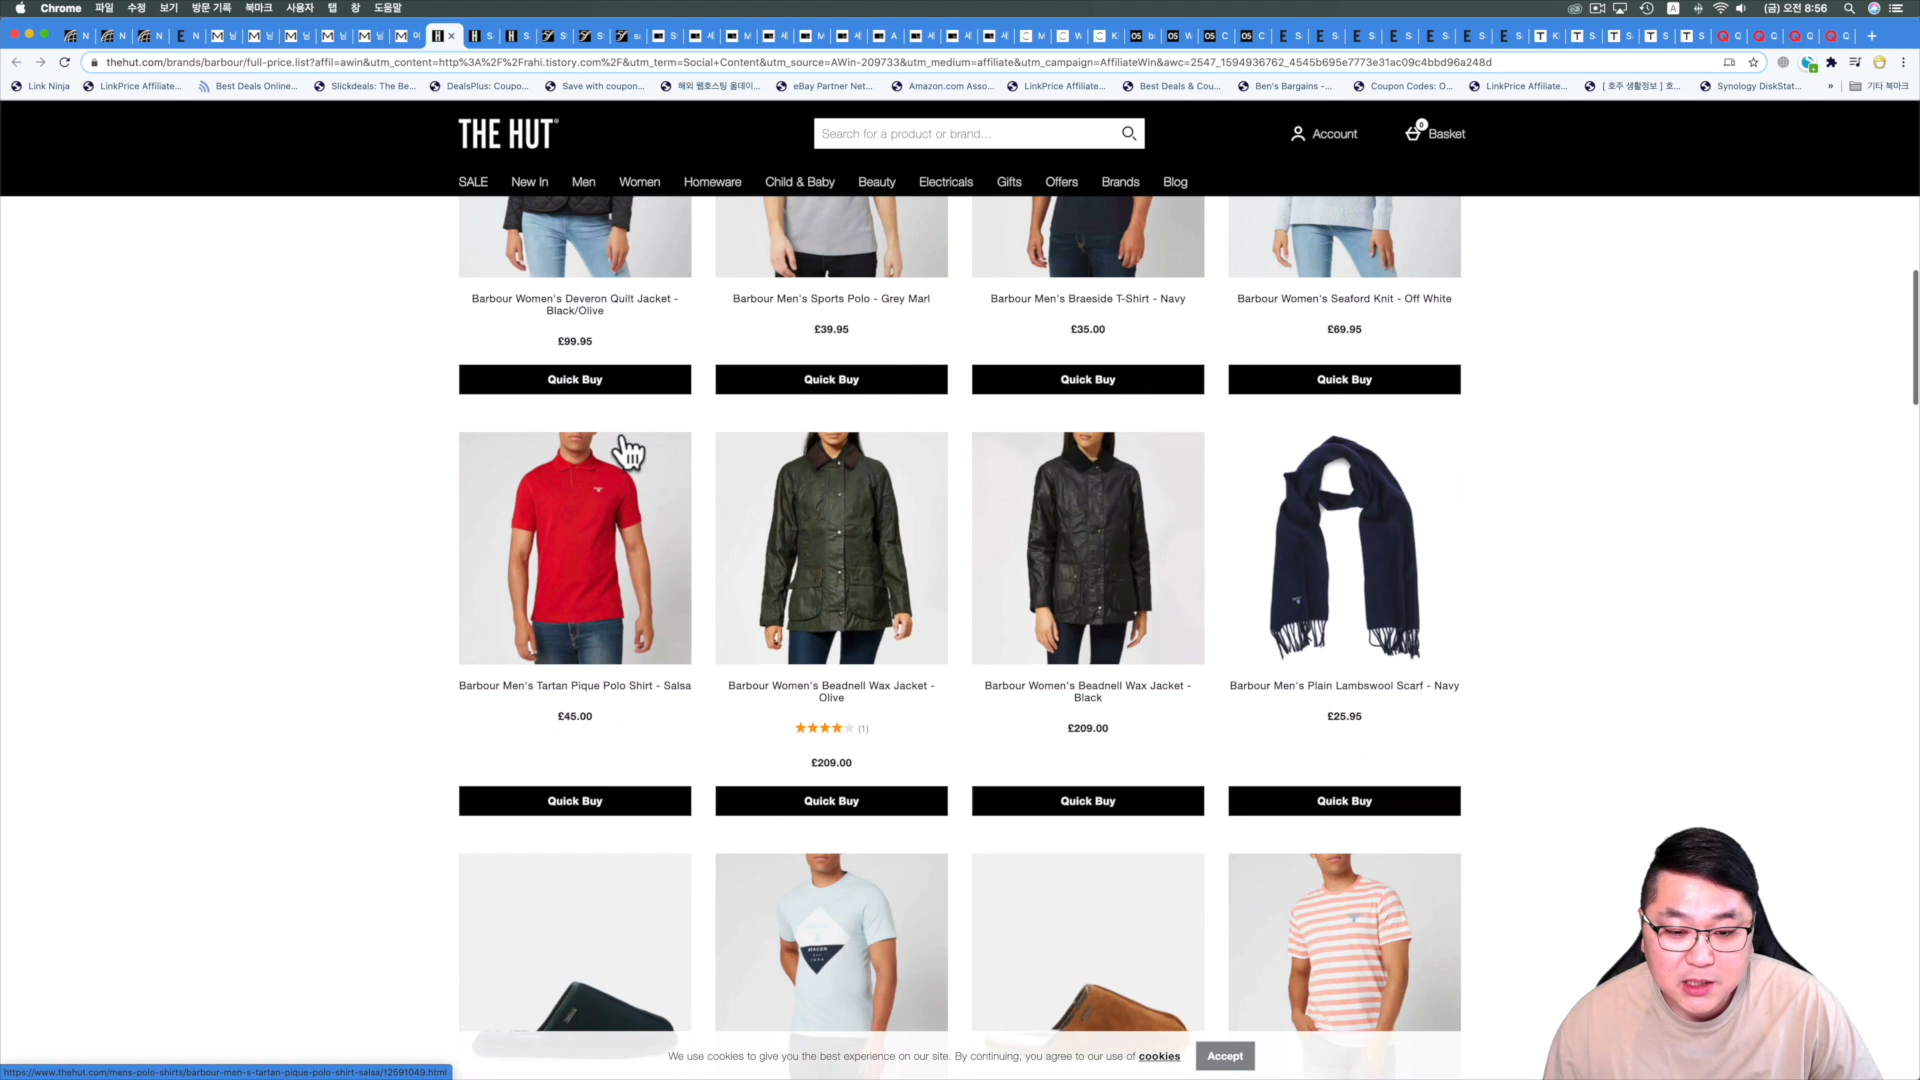 Chrome 파일 수정 보기 방문 기록 북마크 사용자 탭 창 도움말
(금) 오전 8:56
thehut.com/brands/barbour/full-price.list?affil=awin&utm_content=http%3A%2F%2Frahi.tistory.com%2F&utm_term=Social+Content&utm_source=AWin-209733&utm_medium=affiliate&utm_campaign=AffiliateWin&awc=2547_1594936762_4545b695e7773e31ac09c4bbd96a248d
Link Ninja LinkPrice Affiliate... Best Deals Online... Slickdeals: The Be... DealsPlus: Coupo... Save with coupon... 해외 웹호스팅 올데이... eBay Partner Net... Amazon.com Asso... LinkPrice Affiliate... Best Deals & Cou... Ben's Bargains -... Coupon Codes: O... LinkPrice Affiliate... [ 호주 생활정보 ] 호... Synology DiskStat... » 기타 북마크
THE HUT
Search for a product or brand...
Account
0
Basket
SALE New In Men Women Homeware Child & Baby Beauty Electricals Gifts Offers Brands Blog
Barbour Women's Deveron Quilt Jacket -
Black/Olive
£99.95
Quick Buy
Barbour Men's Sports Polo - Grey Marl
£39.95
Quick Buy
Barbour Men's Braeside T-Shirt - Navy
£35.00
Quick Buy
Barbour Women's Seaford Knit - Off White
£69.95
Quick Buy
Barbour Men's Tartan Pique Polo Shirt - Salsa
£45.00
Quick Buy
Barbour Women's Beadnell Wax Jacket -
Olive
(1)
£209.00
Quick Buy
Barbour Women's Beadnell Wax Jacket -
Black
£209.00
Quick Buy
Barbour Men's Plain Lambswool Scarf - Navy
£25.95
Quick Buy
BEACON
We use cookies to give you the best experience on our site. By continuing, you agree to our use of cookies
Accept
https://www.thehut.com/mens-polo-shirts/barbour-men-s-tartan-pique-polo-shirt-salsa/12591049.html